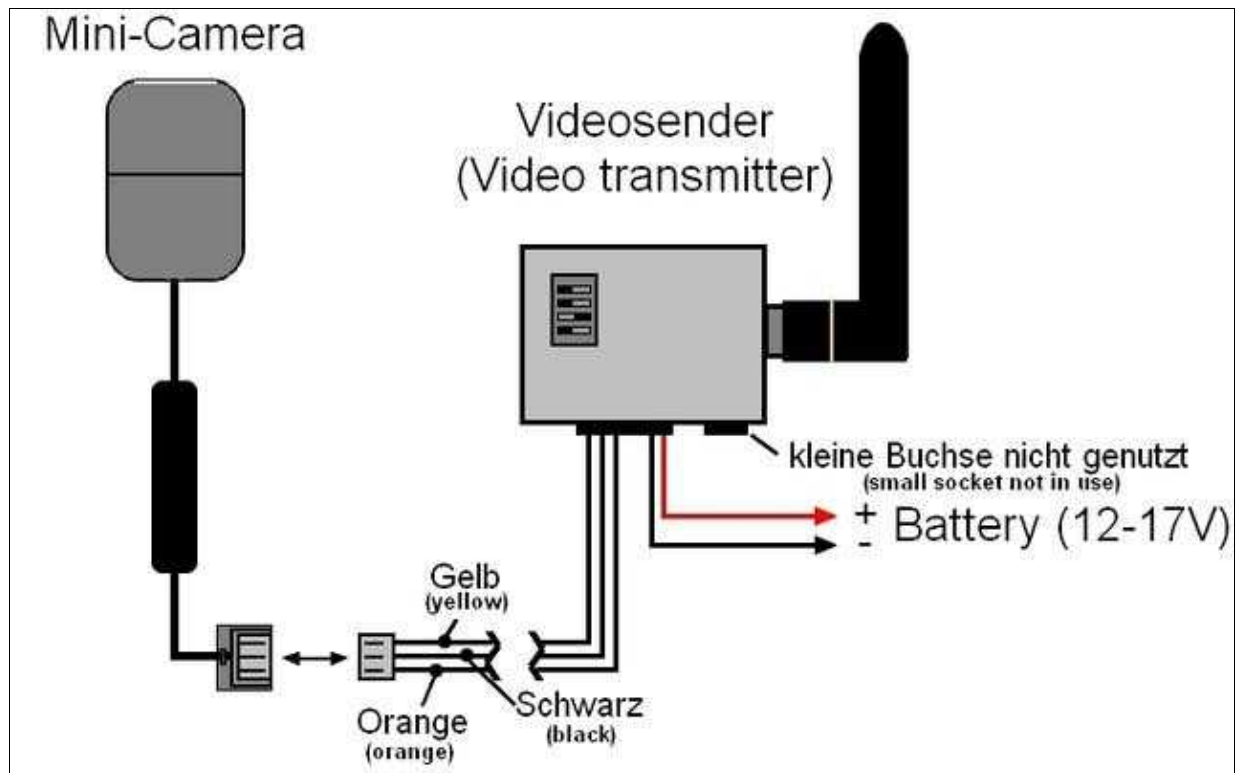 Mini-Camera
Videosender
(Video transmitter)
kleine Buchse nicht genutzt
(small socket not in use)
+ Battery (12-17V)
-
Gelb
(yellow)
Schwarz
(black)
Orange
(orange)